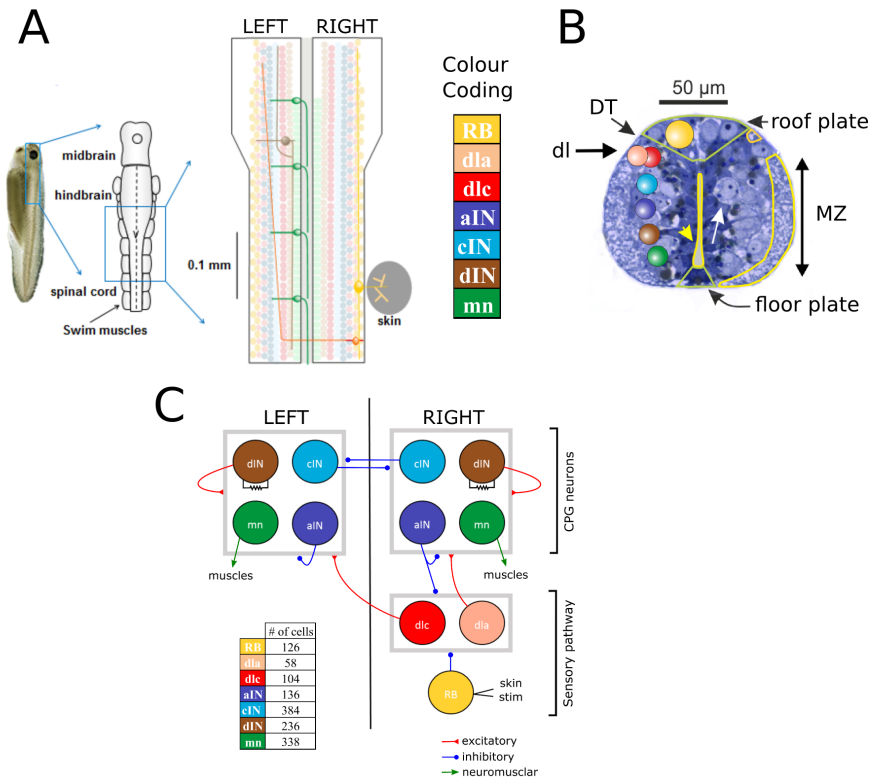 A
LEFT RIGHT
midbrain
hindbrain
spinal cord
Swim muscles
0.1 mm
skin
Colour
Coding
RB
dla
dlc
aIN
cIN
dIN
mn
B
50 µm
DT
roof plate
dl
MZ
floor plate
C
LEFT RIGHT
dIN cIN cIN dIN
mn aIN aIN mn
muscles muscles
CPG neurons
dlc dla
RB
skin
stim
Sensory pathway
# of cells
RB 126
dla 58
dlc 104
aIN 136
cIN 384
dIN 236
mn 338
excitatory
inhibitory
neuromusclar